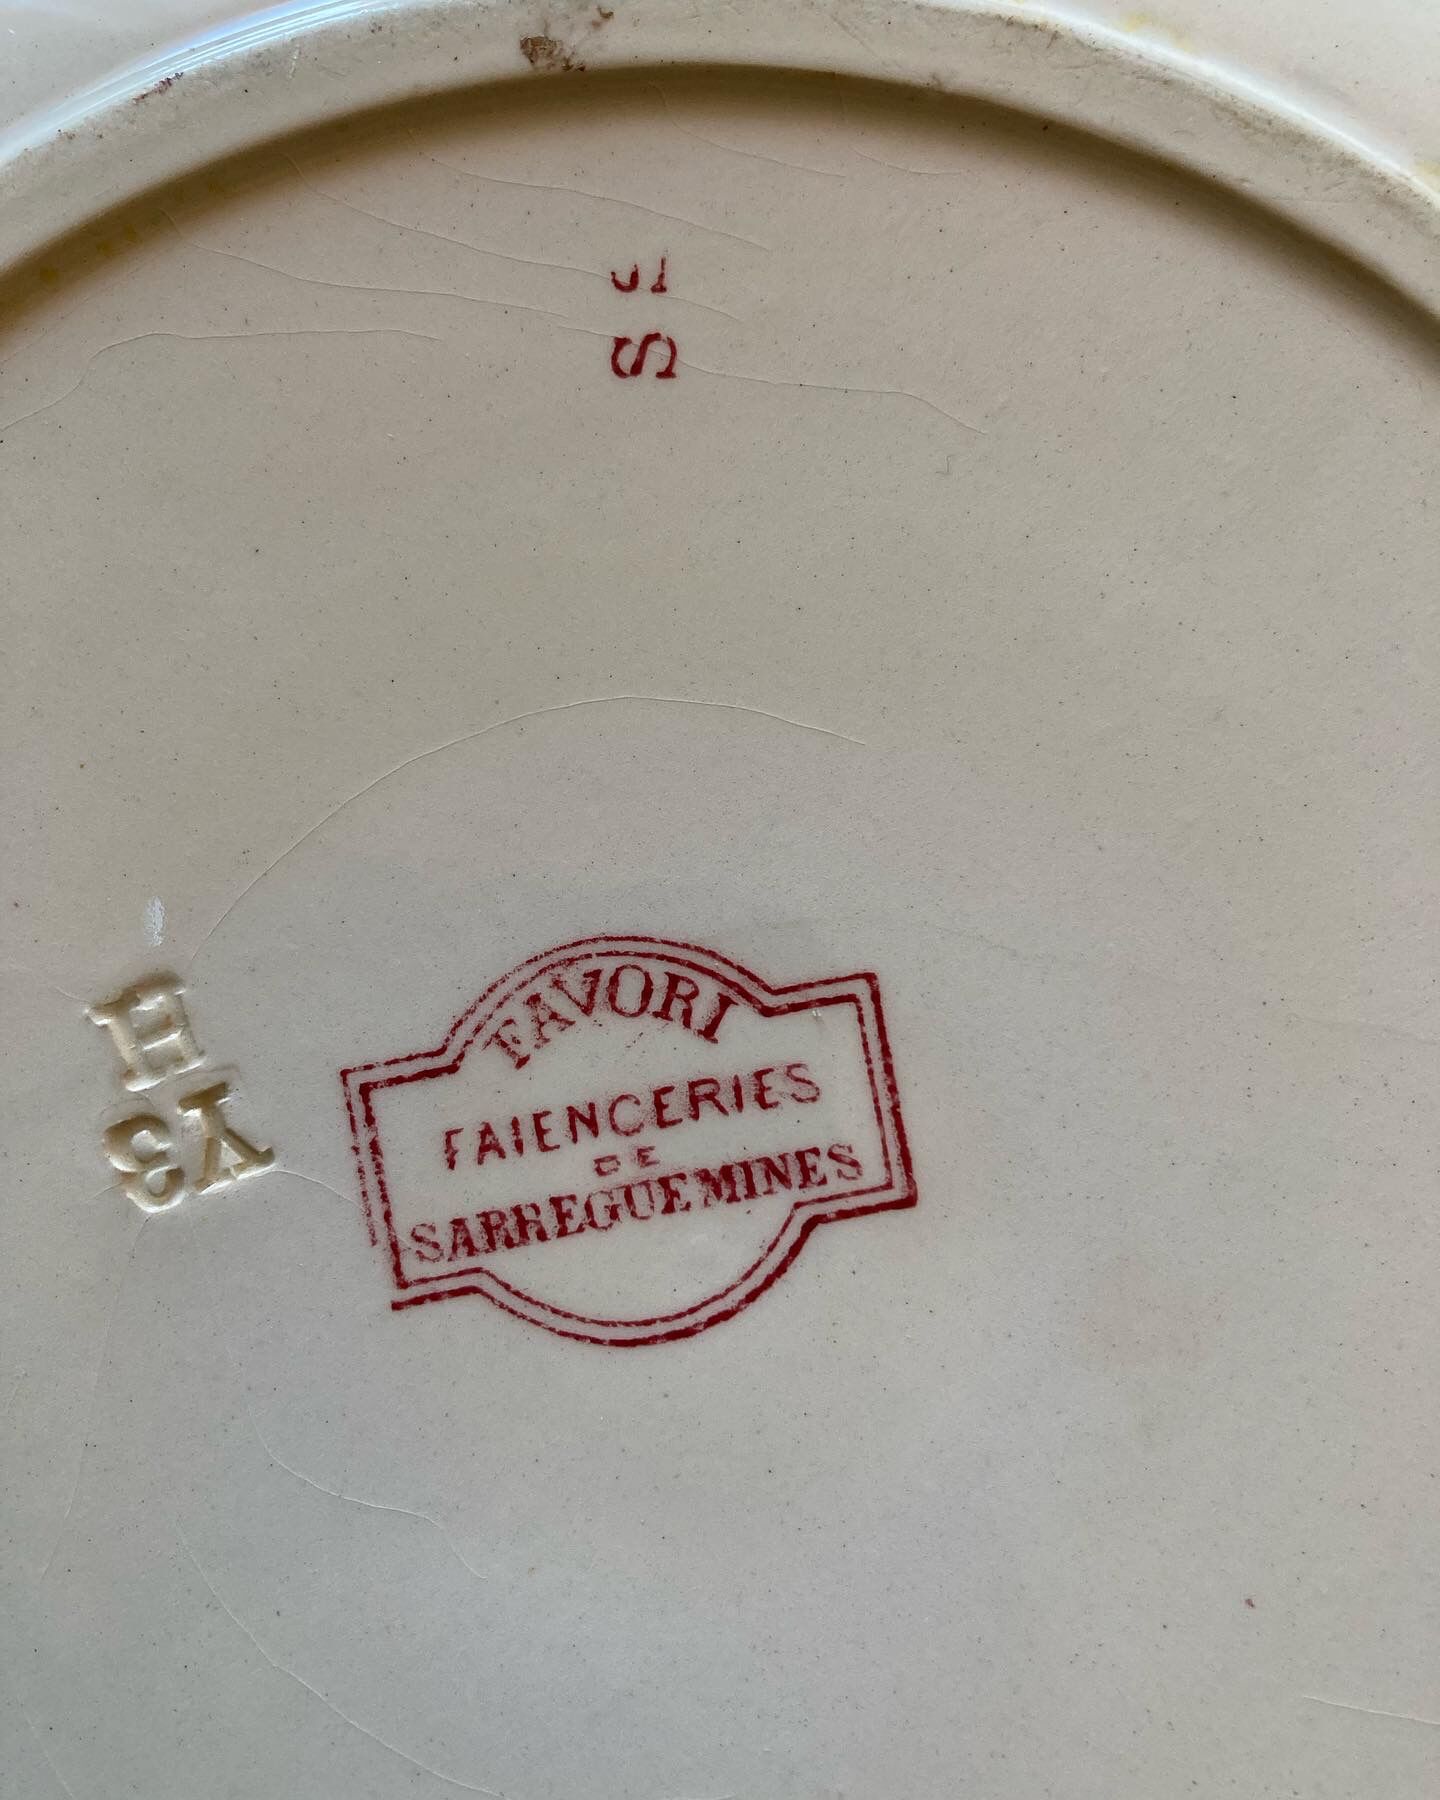 S
FAVORI
FAIENCERIES
DE
SARREGUEMINES
H